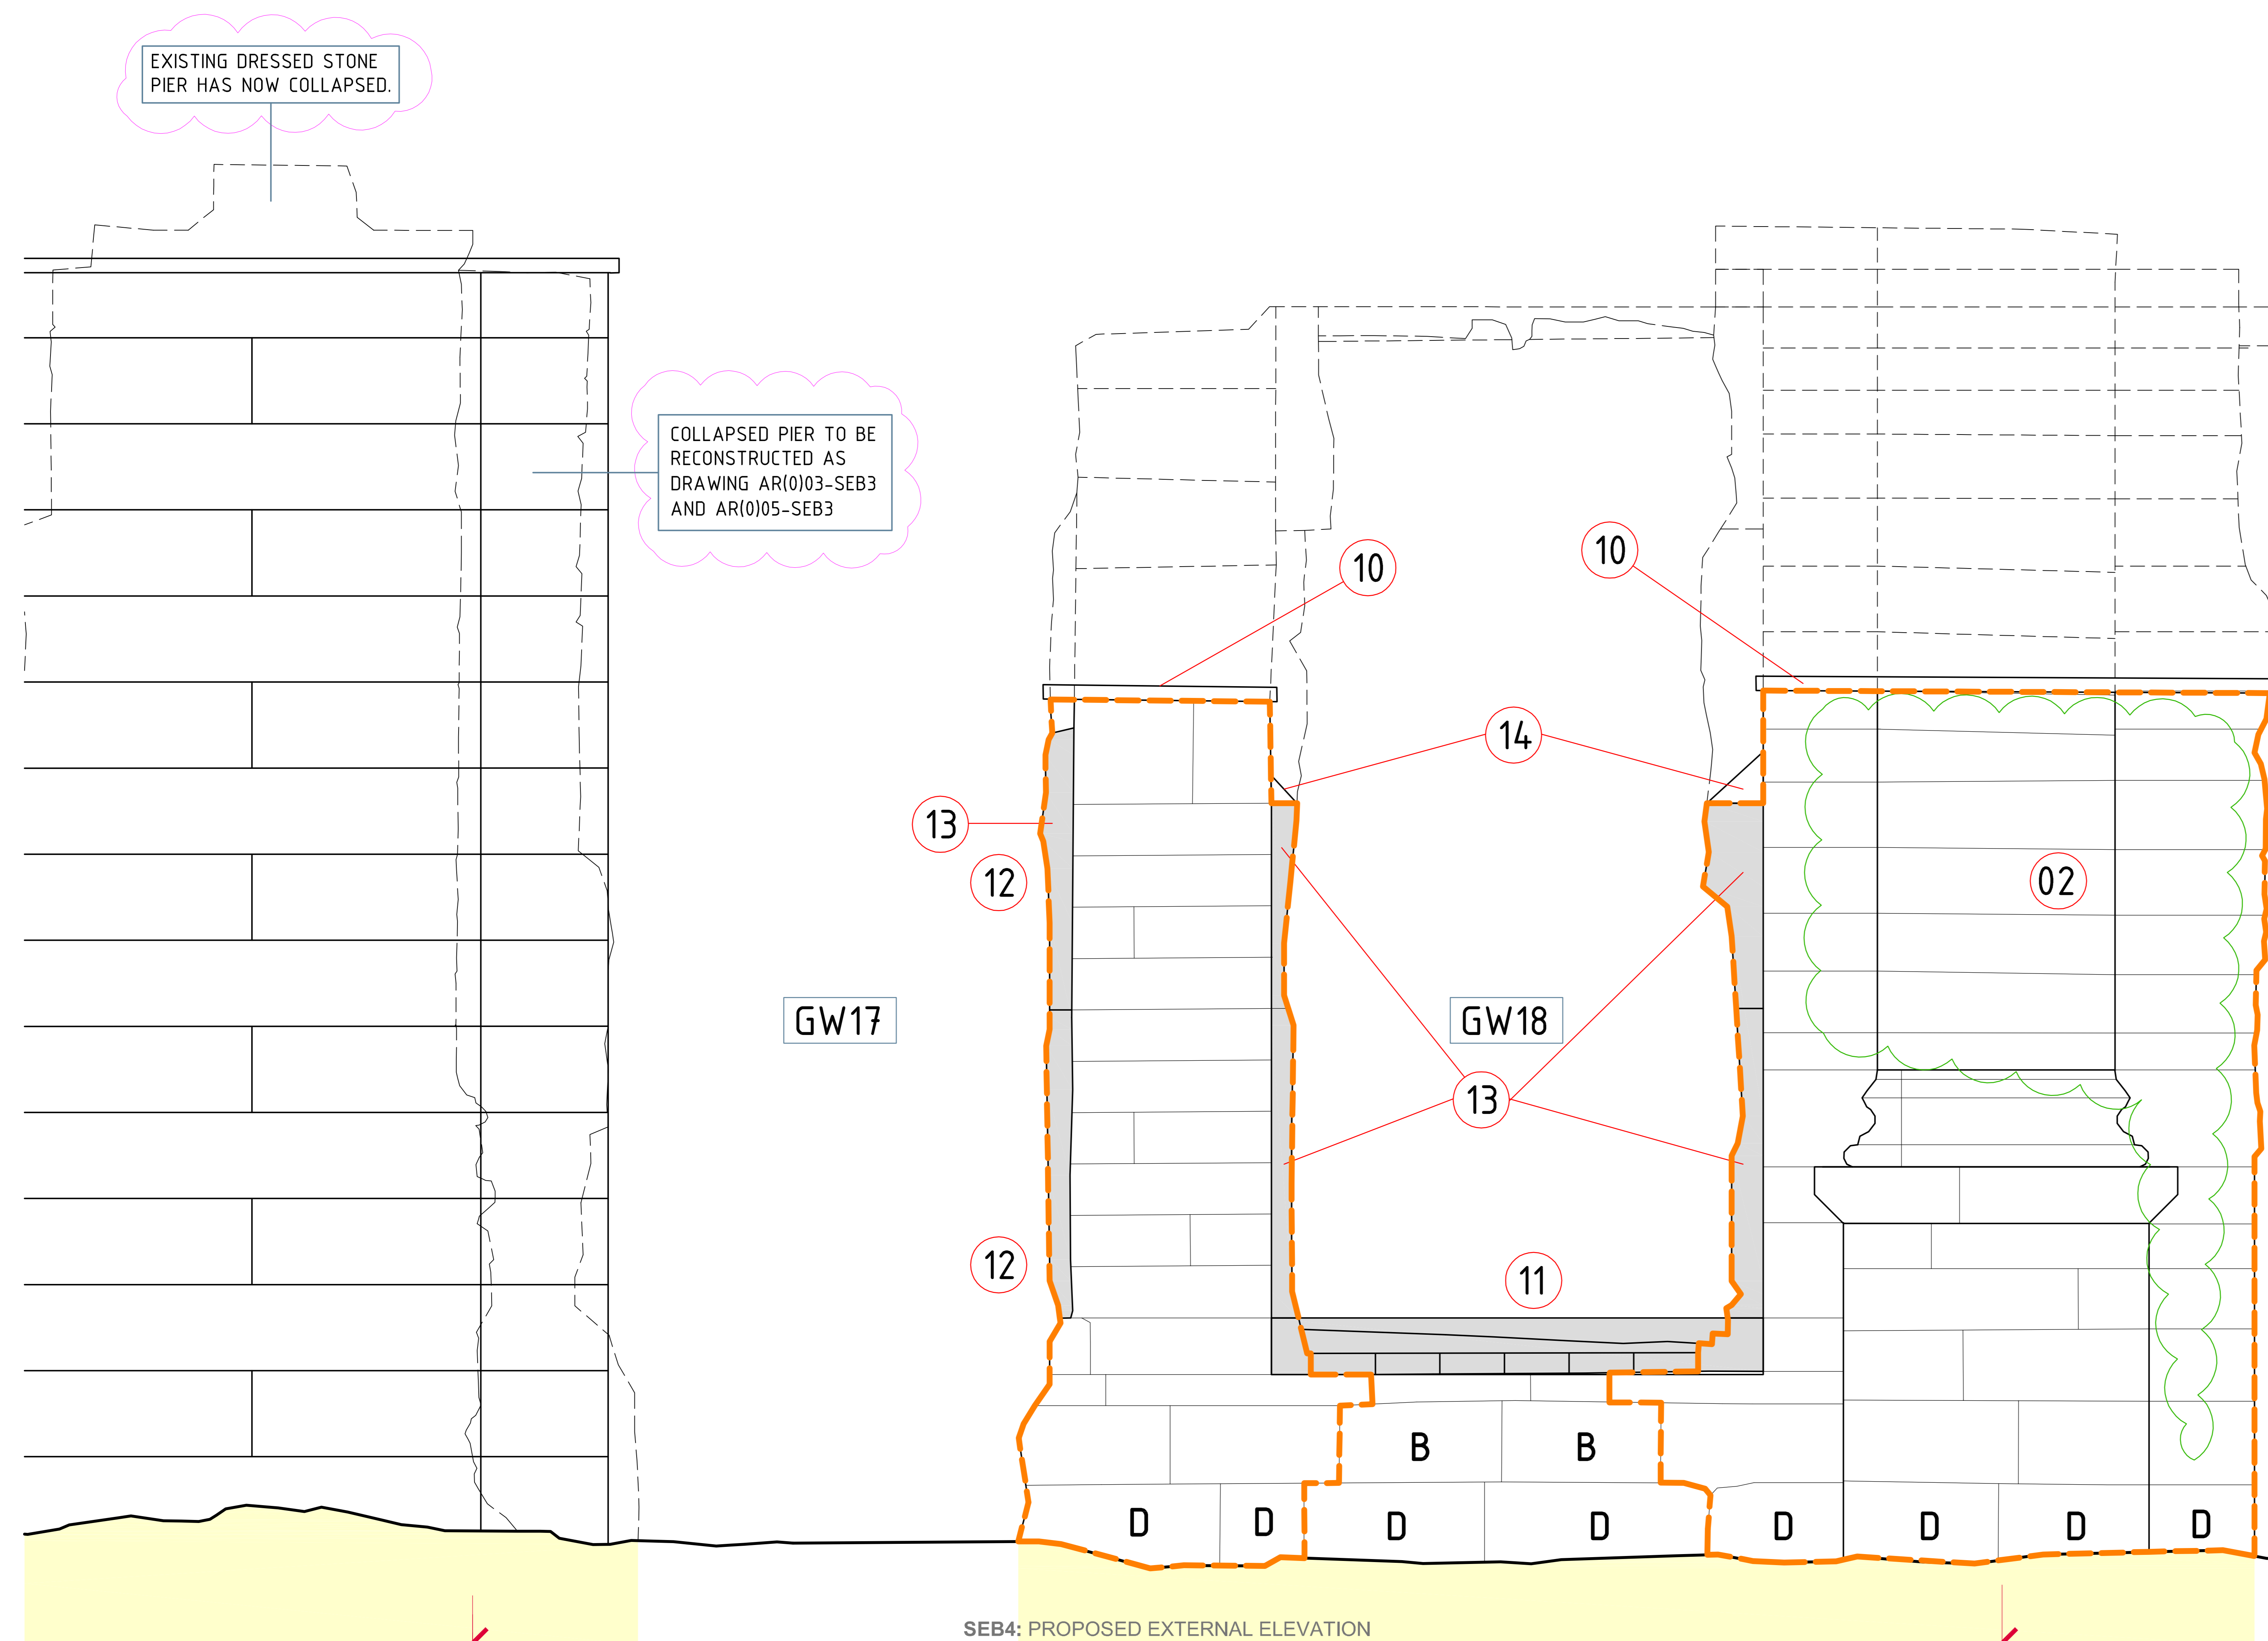 EXISTING DRESSED STONE
PIER HAS NOW COLLAPSED.
COLLAPSED PIER TO BE
RECONSTRUCTED AS
DRAWING AR(0)03-SEB3
AND AR(0)05-SEB3
10
10
14
13
12
02
GW17
GW18
13
12
11
B
B
D
D
D
D
D
D
D
D
SEB4: PROPOSED EXTERNAL ELEVATION